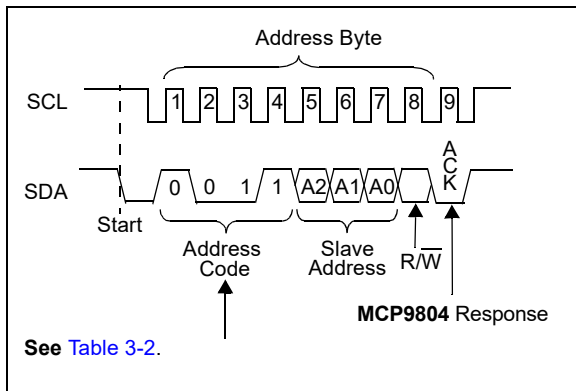 Address Byte
SCL 1 2 3 4 5 6 7 8 9
SDA 0 0 1 1 A2 A1 A0 ACK
Start
Address Code
Slave Address
R/W̅
MCP9804 Response
See Table 3-2.